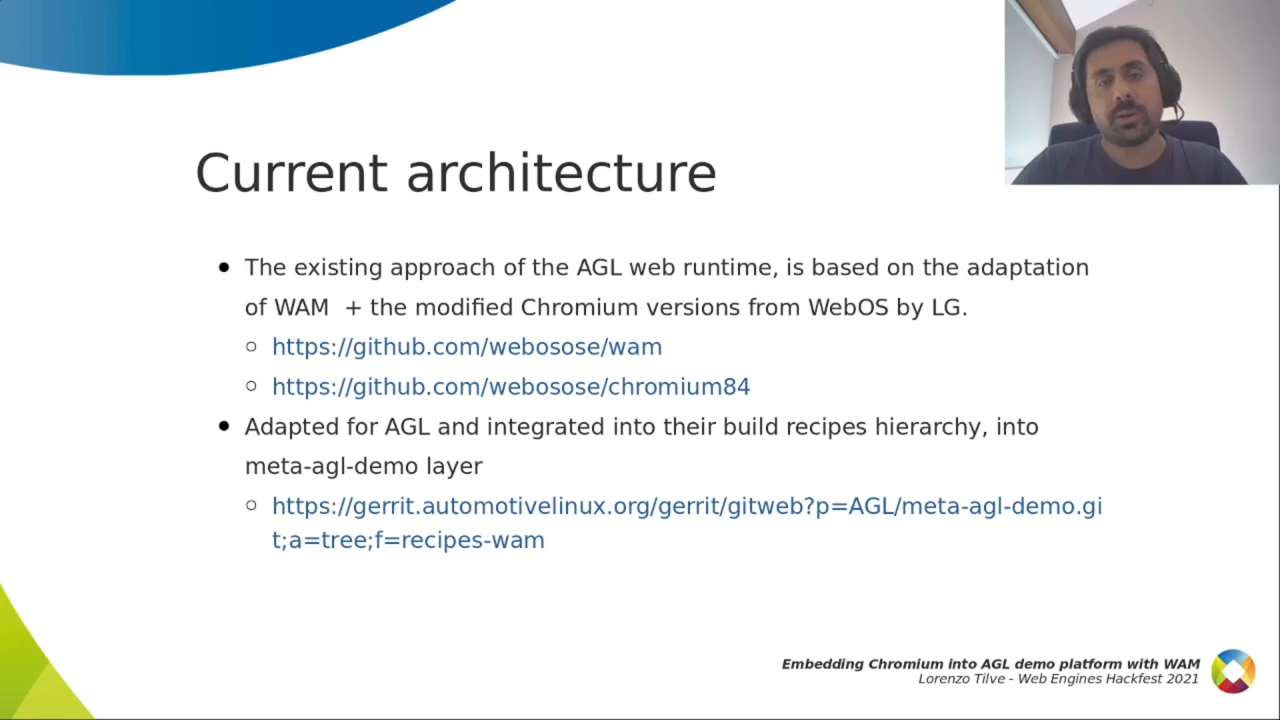 Current architecture
● The existing approach of the AGL web runtime, is based on the adaptation
of WAM + the modified Chromium versions from WebOS by LG.
○ https://github.com/webosose/wam
○ https://github.com/webosose/chromium84
● Adapted for AGL and integrated into their build recipes hierarchy, into
meta-agl-demo layer
○ https://gerrit.automotivelinux.org/gerrit/gitweb?p=AGL/meta-agl-demo.gi
t;a=tree;f=recipes-wam
Embedding Chromium into AGL demo platform with WAM
Lorenzo Tilve - Web Engines Hackfest 2021